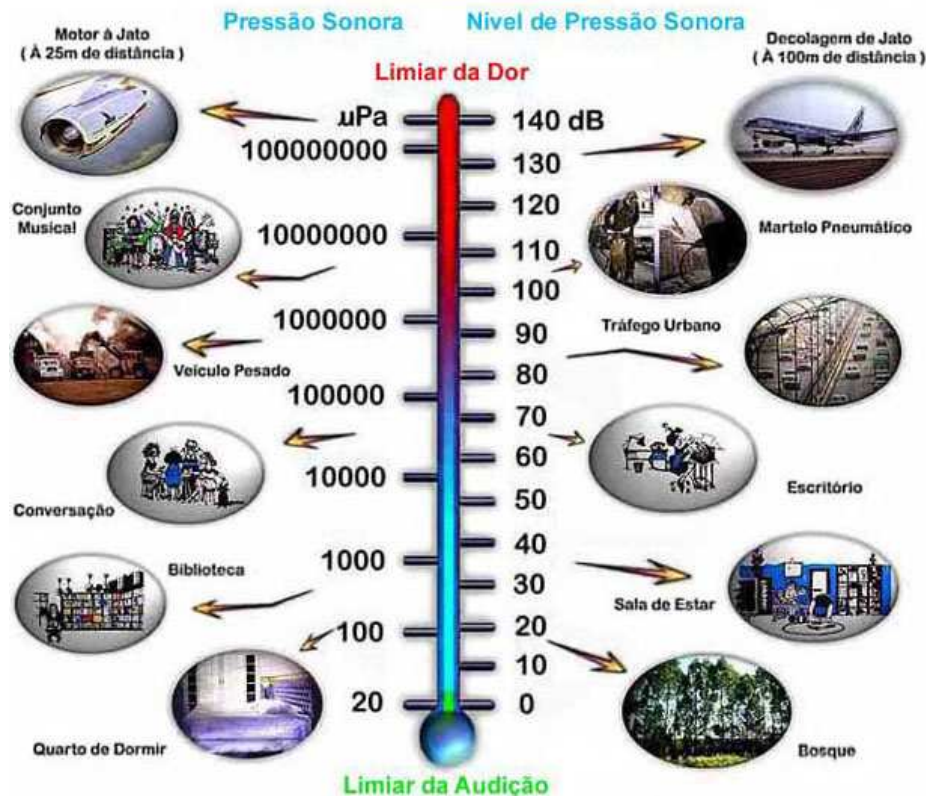 Pressão Sonora
Nivel de Pressão Sonora
Motor à Jato
( À 25m de distância )
Decolagem de Jato
( À 100m de distância )
Limiar da Dor
µPa
140 dB
100000000
130
120
Conjunto
Musical
10000000
110
Martelo Pneumático
100
1000000
90
Tráfego Urbano
Veículo Pesado
80
100000
70
60
10000
Conversação
50
Escritório
40
Biblioteca
1000
30
Sala de Estar
100
20
10
20
0
Quarto de Dormir
Bosque
Limiar da Audição